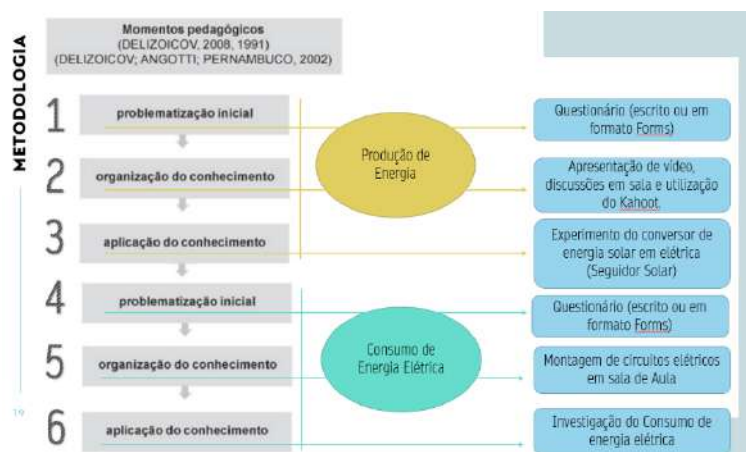 METODOLOGIA
Momentos pedagógicos
(DELIZOICOV, 2008, 1991)
(DELIZOICOV; ANGOTTI; PERNAMBUCO, 2002)
1
problematização inicial
Questionário (escrito ou em
formato Forms)
Produção de
Energia
2
organização do conhecimento
Apresentação de vídeo,
discussões em sala e utilização
do Kahoot.
3
aplicação do conhecimento
Experimento do conversor de
energia solar em elétrica
(Seguidor Solar)
4
problematização inicial
Questionário (escrito ou em
formato Forms)
Consumo de
Energia Elétrica
5
organização do conhecimento
Montagem de circuitos elétricos
em sala de Aula
19
6
aplicação do conhecimento
Investigação do Consumo de
energia elétrica